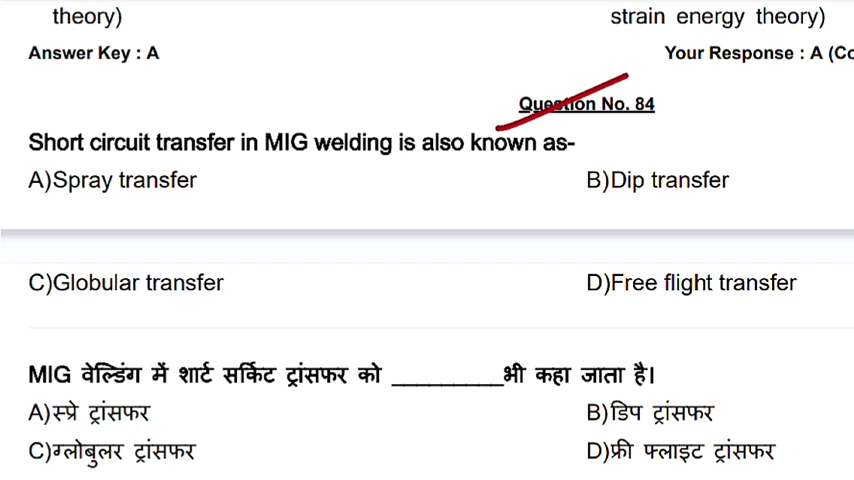 theory) strain energy theory)
Answer Key : A Your Response : A
Question No. 84
Short circuit transfer in MIG welding is also known as-
A)Spray transfer B)Dip transfer
C)Globular transfer D)Free flight transfer
MIG वेल्डिंग में शार्ट सर्किट ट्रांसफर को _________भी कहा जाता है।
A)स्प्रे ट्रांसफर B)डिप ट्रांसफर
C)ग्लोबुलर ट्रांसफर D)फ्री फ्लाइट ट्रांसफर